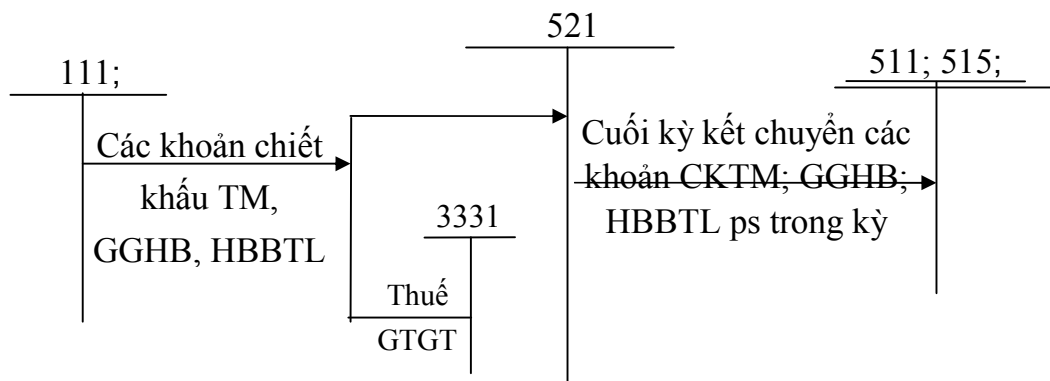 521
111;
511; 515;
Các khoản chiết
khấu TM,
GGHB, HBBTL
3331
Thuế
GTGT
Cuối kỳ kết chuyển các
khoản CKTM; GGHB;
HBBTL ps trong kỳ